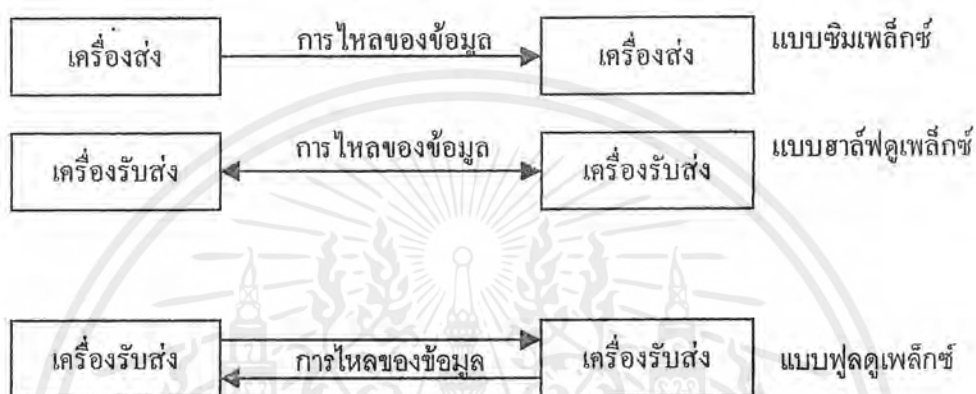 เครื่องส่ง การไหลของข้อมูล เครื่องส่ง แบบซิมเพล็กซ์
เครื่องรับส่ง การไหลของข้อมูล เครื่องรับส่ง แบบฮาล์ฟดูเพล็กซ์
เครื่องรับส่ง การไหลของข้อมูล เครื่องรับส่ง แบบฟูลดูเพล็กซ์